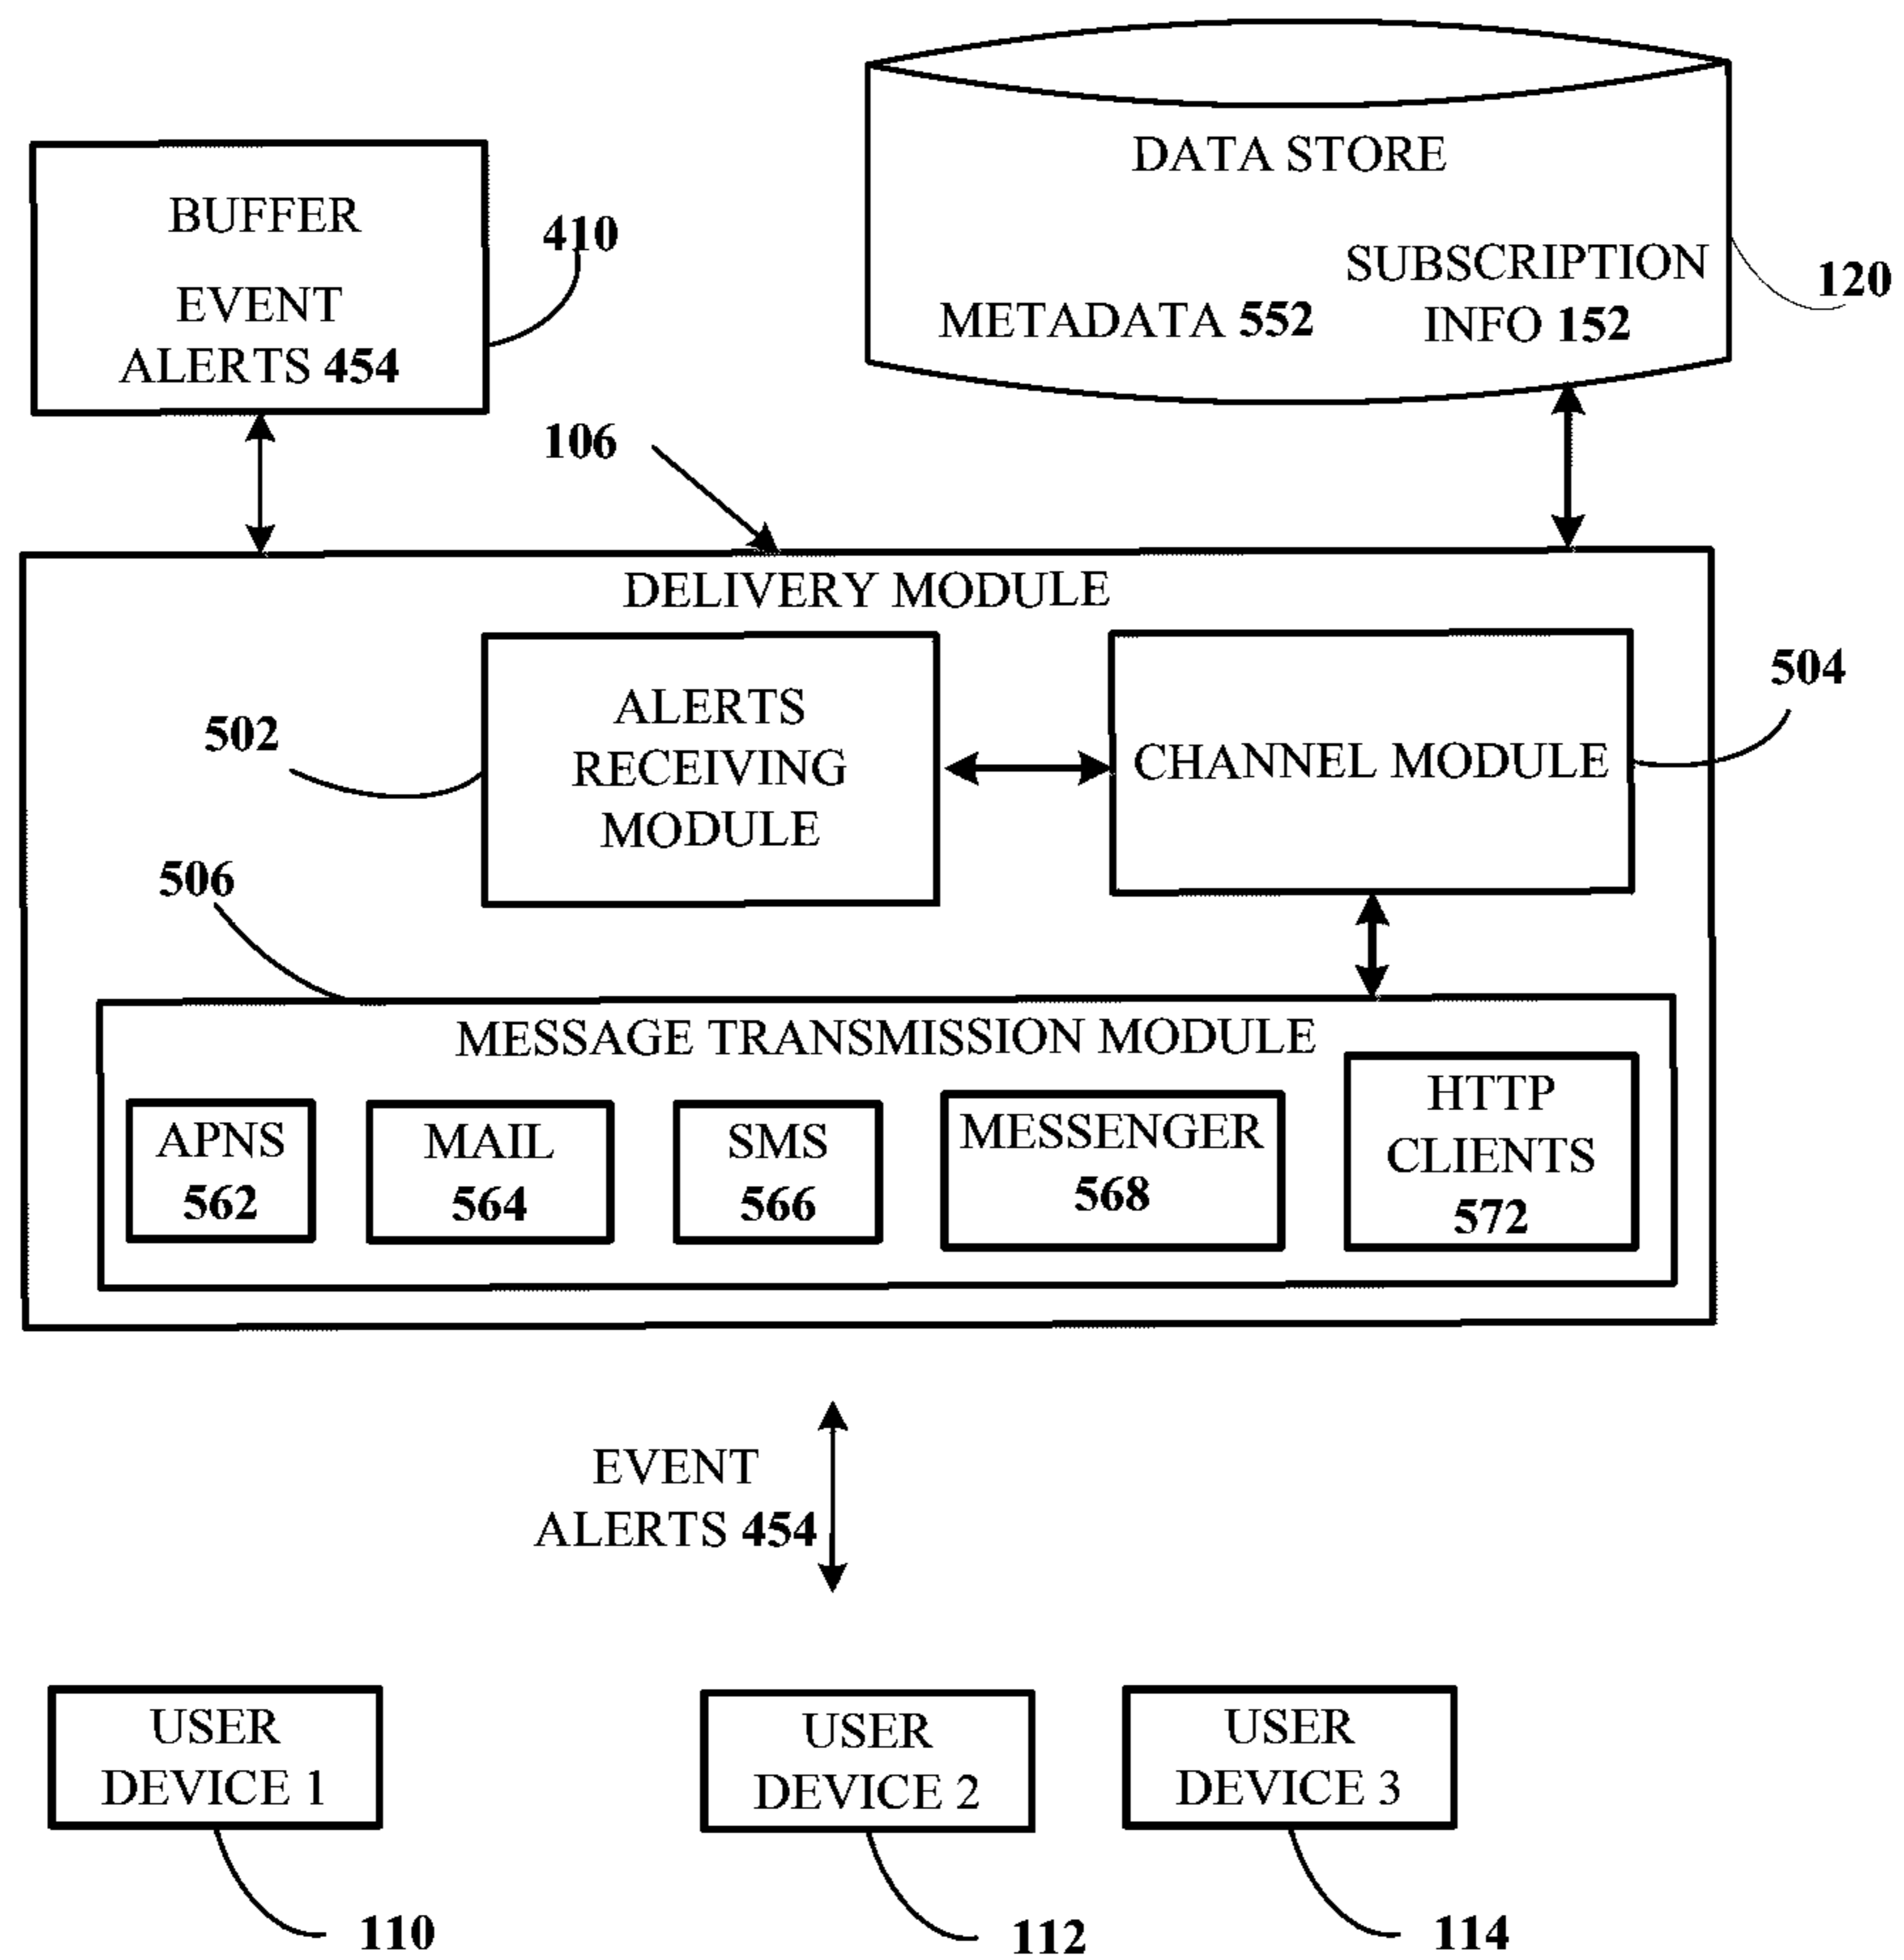 DATA STORE
BUFFER
410
SUBSCRIPTION
120
EVENT
METADATA 552
INFO 152
ALERTS 454
106
DELIVERY MODULE
504
ALERTS
502
RECEIVING
CHANNEL MODULE
MODULE
506
MESSAGE TRANSMISSION MODULE
APNS
562
MAIL
564
SMS
566
MESSENGER
568
HTTP
CLIENTS
572
EVENT
ALERTS 454
USER
DEVICE 1
USER
DEVICE 2
USER
DEVICE 3
110
112
114